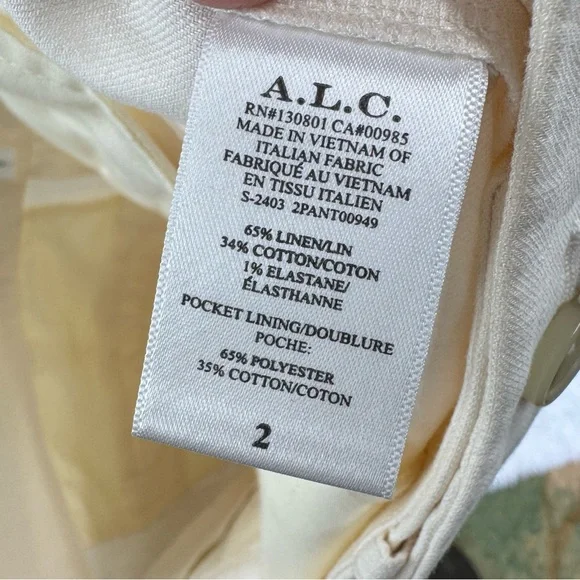 A.L.C.
RN#130801 CA#00985
MADE IN VIETNAM OF
ITALIAN FABRIC
FABRIQUÉ AU VIETNAM
EN TISSU ITALIEN
S-2403 2PANT00949
65% LINEN/LIN
34% COTTON/COTON
1% ELASTANE/
ÉLASTHANNE
POCKET LINING/DOUBLURE
POCHE:
65% POLYESTER
35% COTTON/COTON
2